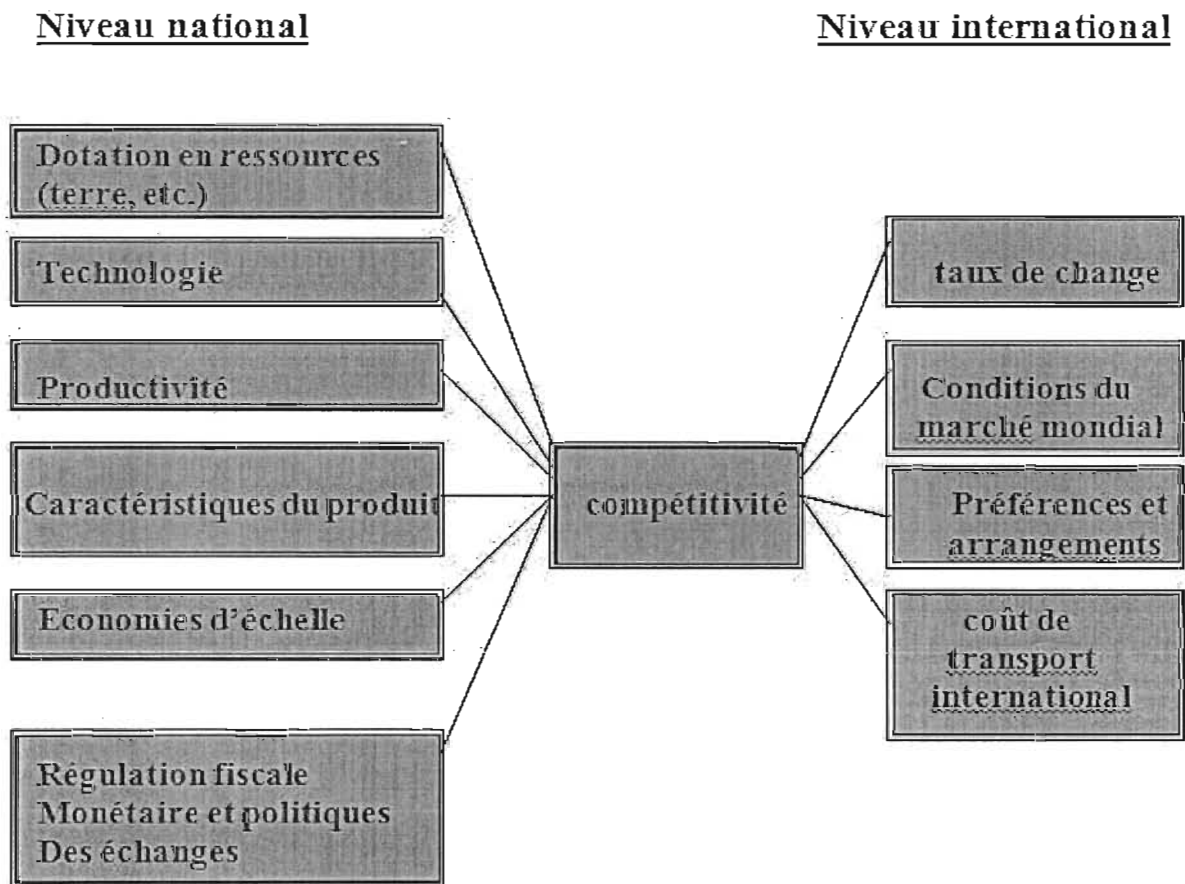 Niveau national
Niveau international
Dotation en ressources
(terre, etc.)
Technologie
Productivité
Caractéristiques du produit
Economies d'échelle
Régulation fiscale
Monétaire et politiques
Des échanges
compétitivité
taux de change
Conditions du
marché mondial
Préférences et
arrangements
coût de
transport
international